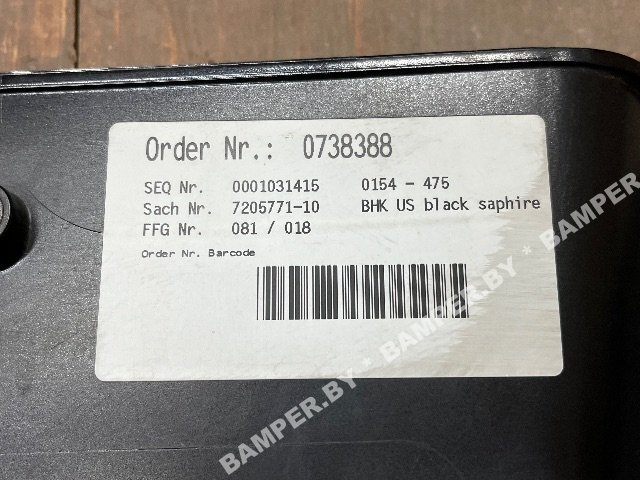 Order Nr.: 0738388
SEQ Nr. 0001031415 0154 - 475
Sach Nr. 7205771-10 BHK US black saphire
FFG Nr. 081 / 018
Order Nr. Barcode
BAMPER.BY * BAMPER.BY * BAMPER.BY